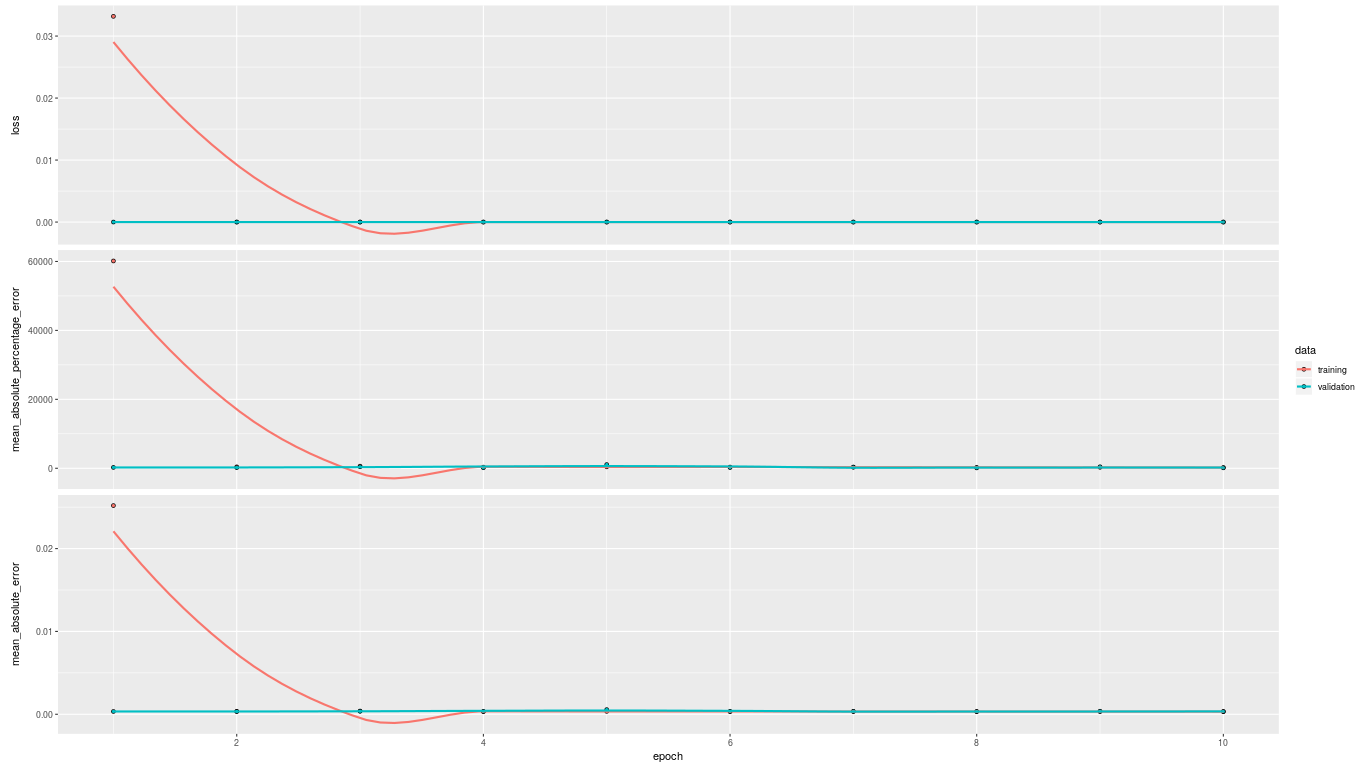 loss
0.03
0.02
0.01
0.00
mean_absolute_percentage_error
60000
40000
20000
0
mean_absolute_error
0.02
0.01
0.00
2 4 6 8 10
epoch
data
training
validation